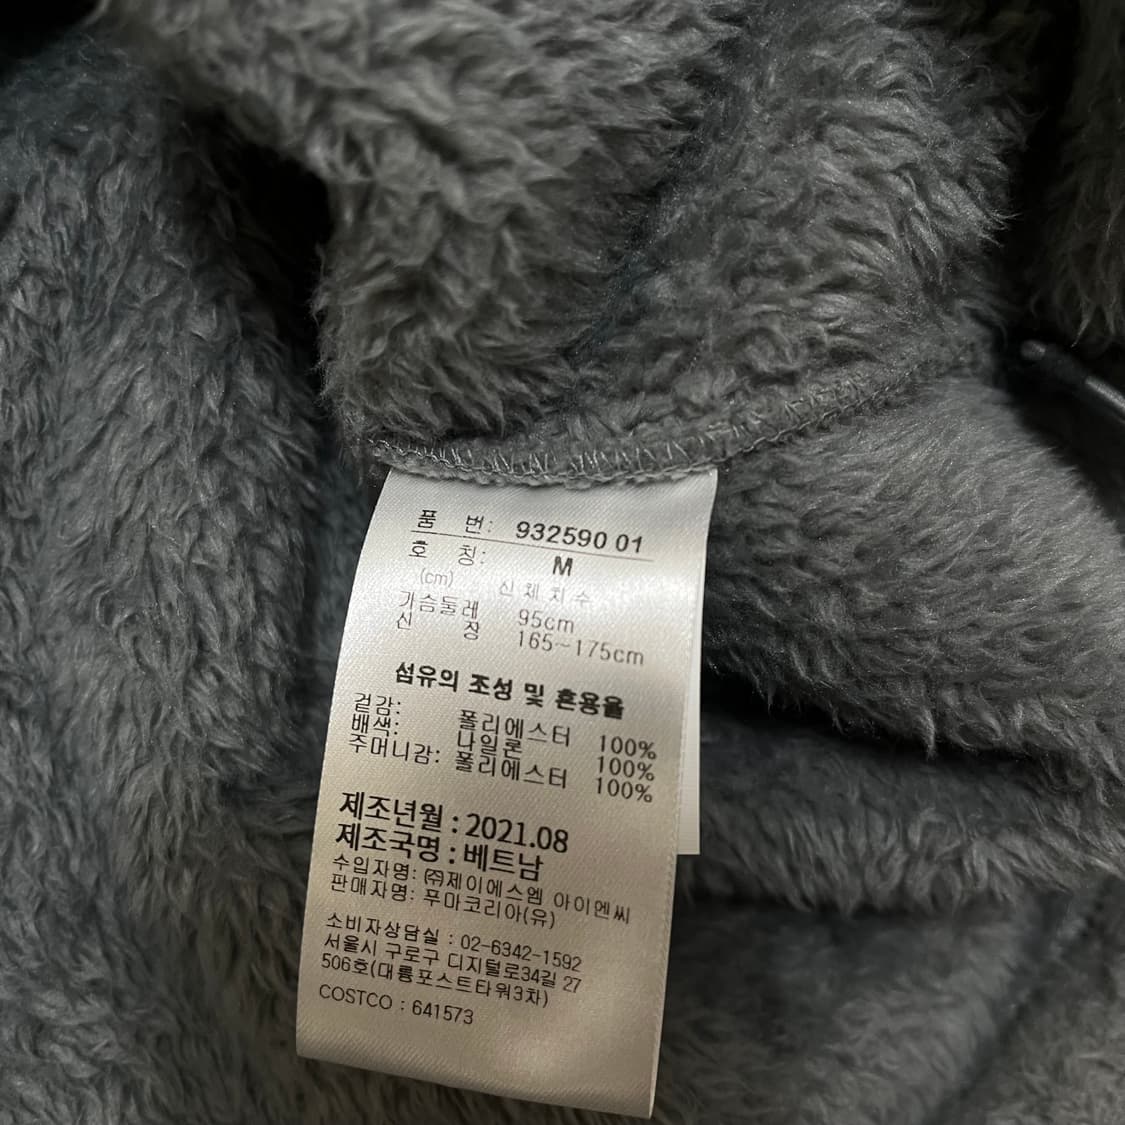 품 번: 932590 01
호 칭: M
(cm) 신체치수
가슴둘레 95cm
신 장 165~175cm
섬유의 조성 및 혼용율
겉감: 폴리에스터 100%
배색: 나일론 100%
주머니감: 폴리에스터 100%
제조년월 : 2021.08
제조국명 : 베트남
수입자명: ㈜제이에스엠 아이엔씨
판매자명: 푸마코리아(유)
소비자상담실 : 02-6342-1592
서울시 구로구 디지털로34길 27
506호(대륭포스트타워3차)
COSTCO : 641573